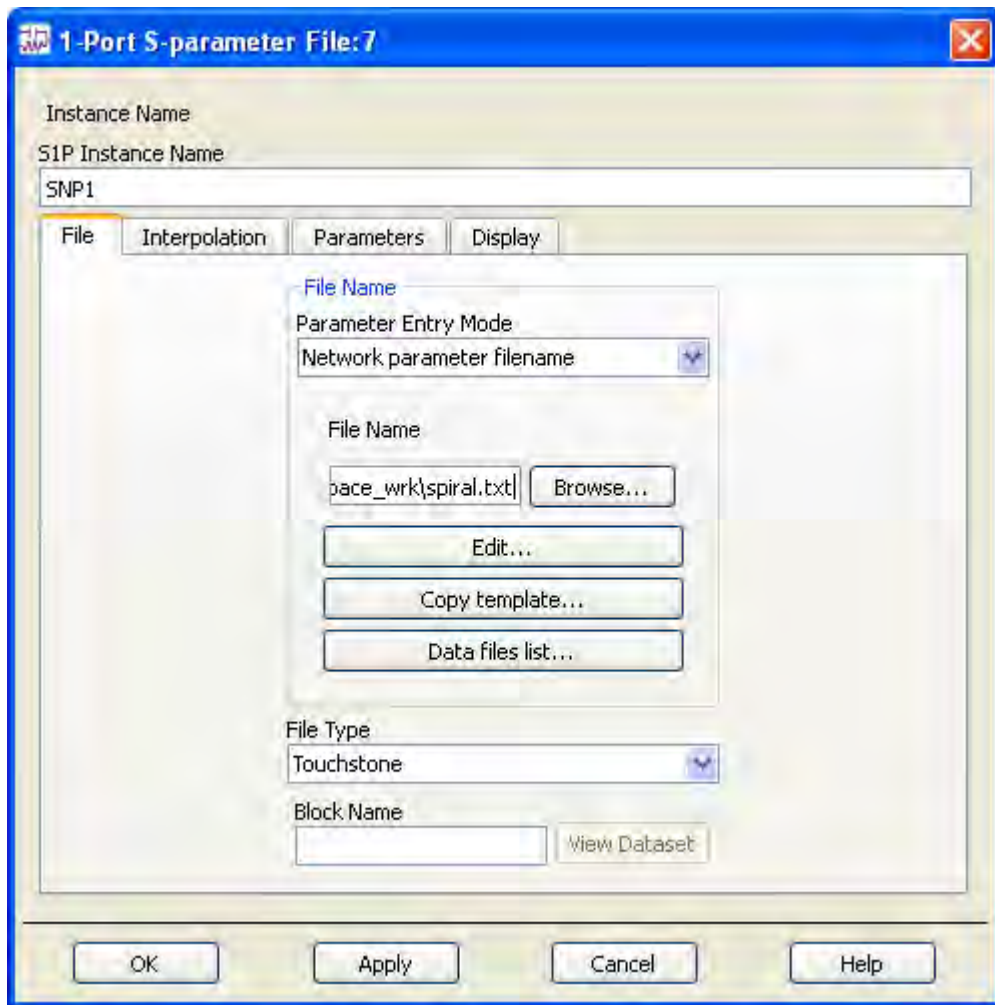 1-Port S-parameter File:7
Instance Name
S1P Instance Name
SNP1
File Interpolation Parameters Display
File Name
Parameter Entry Mode
Network parameter filename
File Name
pace_wrk\spiral.txt Browse...
Edit...
Copy template...
Data files list...
File Type
Touchstone
Block Name
View Dataset
OK Apply Cancel Help